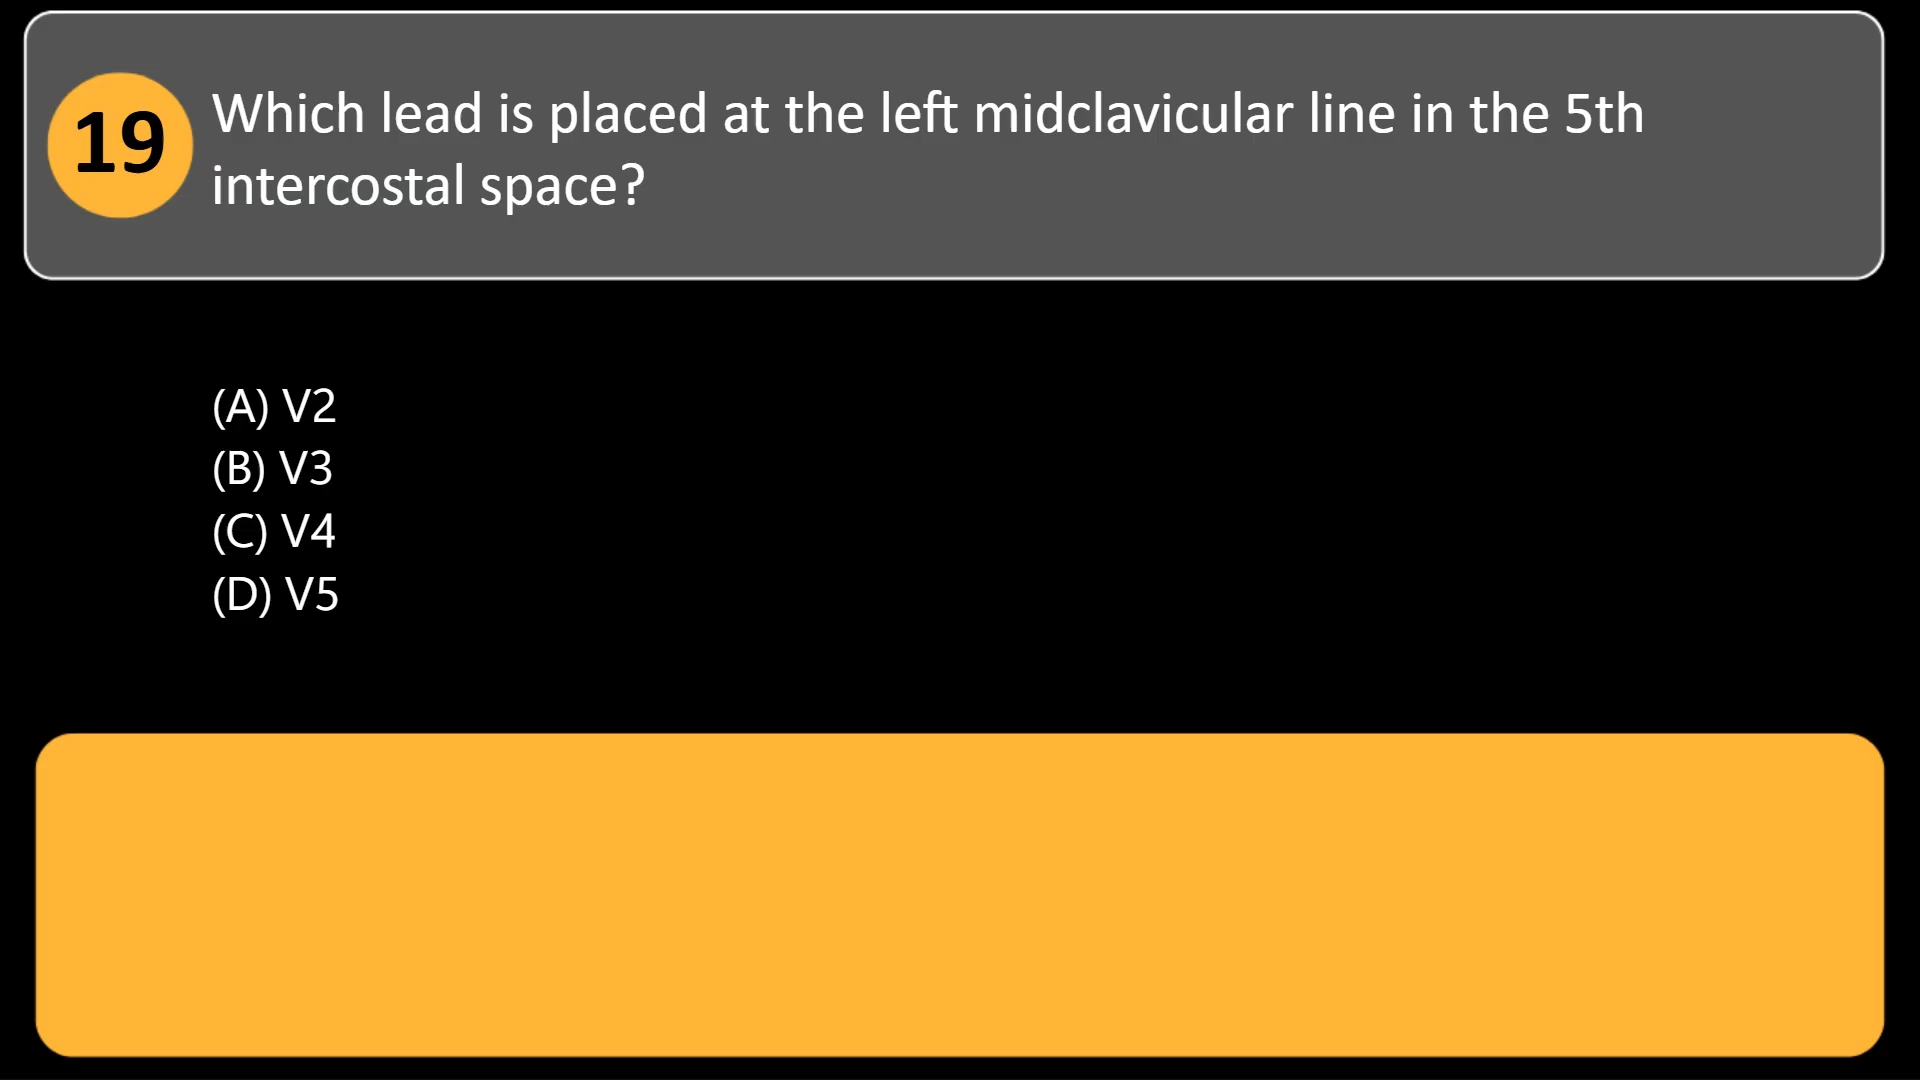 19
Which lead is placed at the left midclavicular line in the 5th
intercostal space?
(A) V2
(B) V3
(C) V4
(D) V5